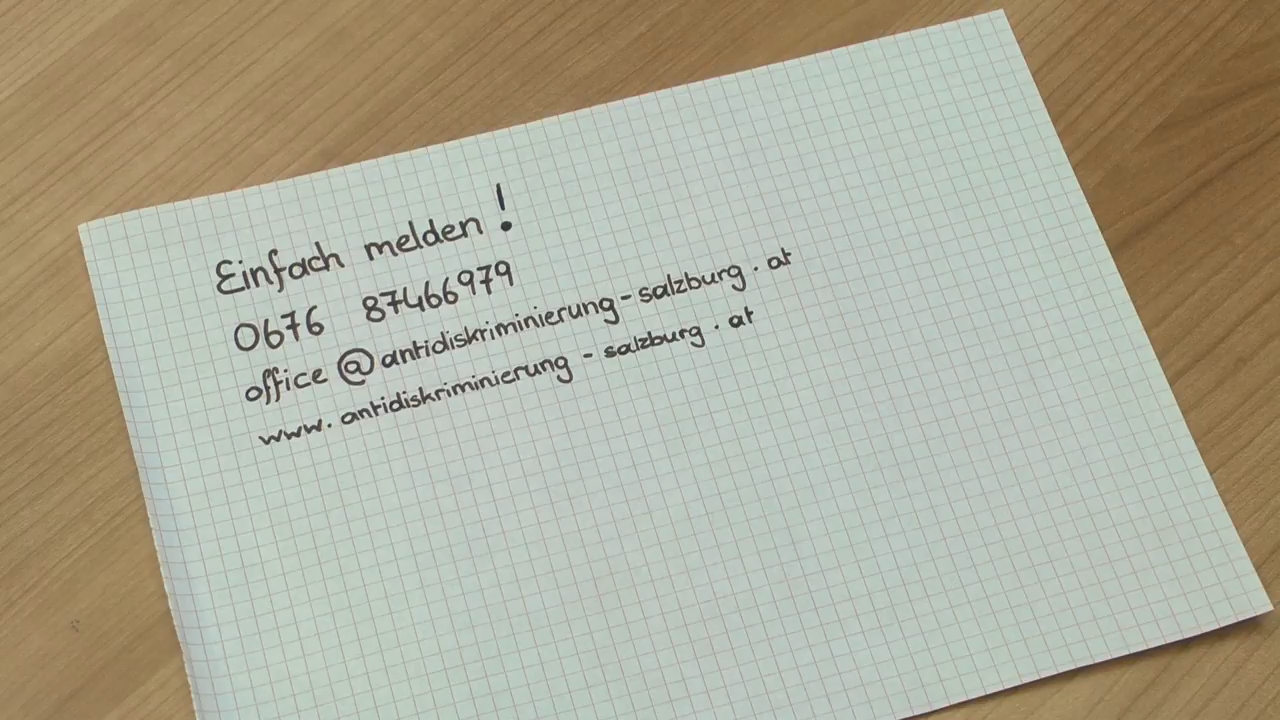 Einfach melden!
0676 87466979
office@antidiskriminierung-salzburg.at
www.antidiskriminierung-salzburg.at